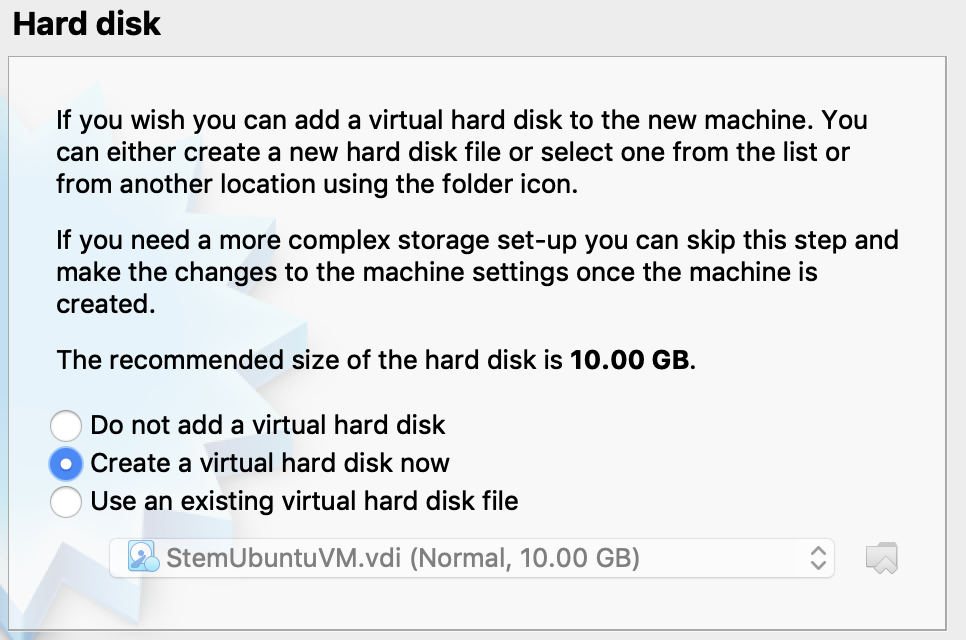 Hard disk
If you wish you can add a virtual hard disk to the new machine. You
can either create a new hard disk file or select one from the list or
from another location using the folder icon.
If you need a more complex storage set-up you can skip this step and
make the changes to the machine settings once the machine is
created.
The recommended size of the hard disk is 10.00 GB.
Do not add a virtual hard disk
Create a virtual hard disk now
Use an existing virtual hard disk file
StemUbuntuVM.vdi (Normal, 10.00 GB)